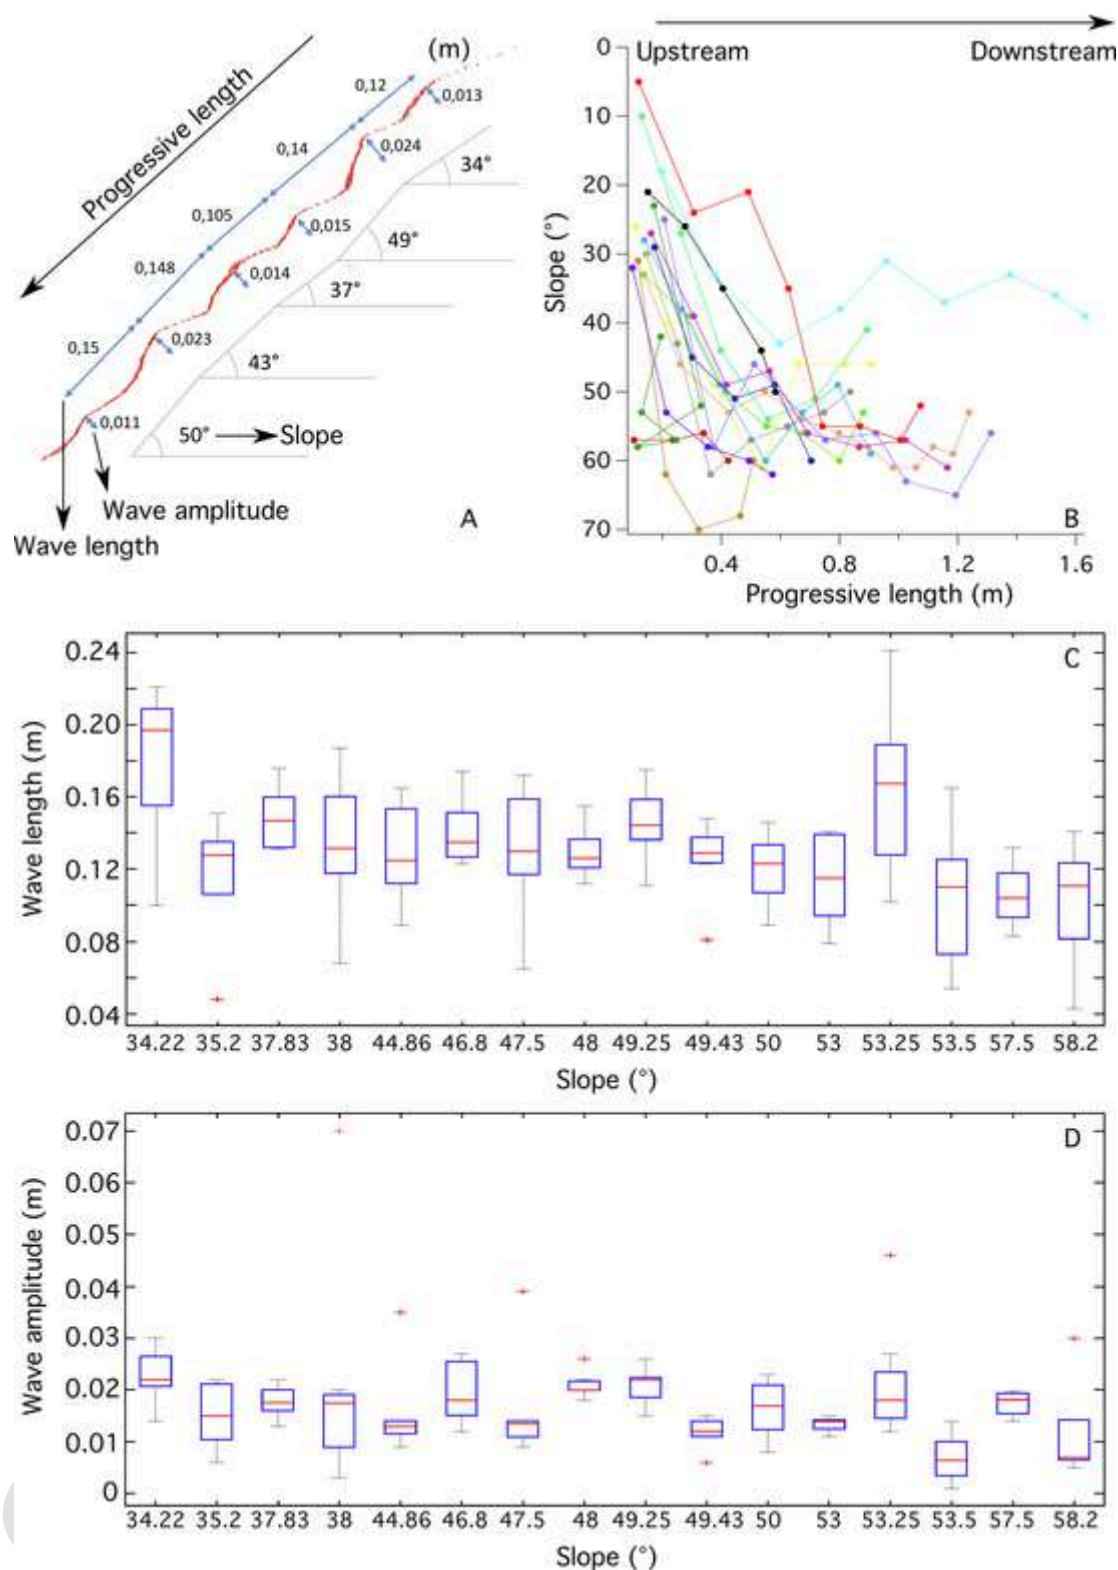 (m)
Progressive length
0,12
0,013
0,14
0,024
34°
0,105
0,015
49°
0,148
0,014
37°
0,15
0,023
43°
0,011
50°
Slope
Wave amplitude
Wave length
A
Upstream
Downstream
0
10
20
30
40
50
60
70
Slope (°)
B
0.4
0.8
1.2
1.6
Progressive length (m)
C
0.24
0.20
0.16
0.12
0.08
0.04
Wave length (m)
34.22 35.2 37.83 38 44.86 46.8 47.5 48 49.25 49.43 50 53 53.25 53.5 57.5 58.2
Slope (°)
D
0.07
0.06
0.05
0.04
0.03
0.02
0.01
0
Wave amplitude (m)
34.22 35.2 37.83 38 44.86 46.8 47.5 48 49.25 49.43 50 53 53.25 53.5 57.5 58.2
Slope (°)